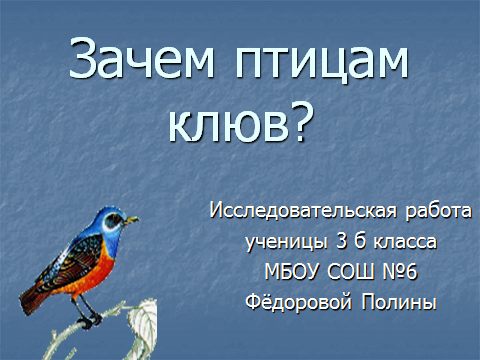 Зачем птицам
клюв?
Исследовательская работа
ученицы 3 б класса
МБОУ СОШ №6
Фёдоровой Полины